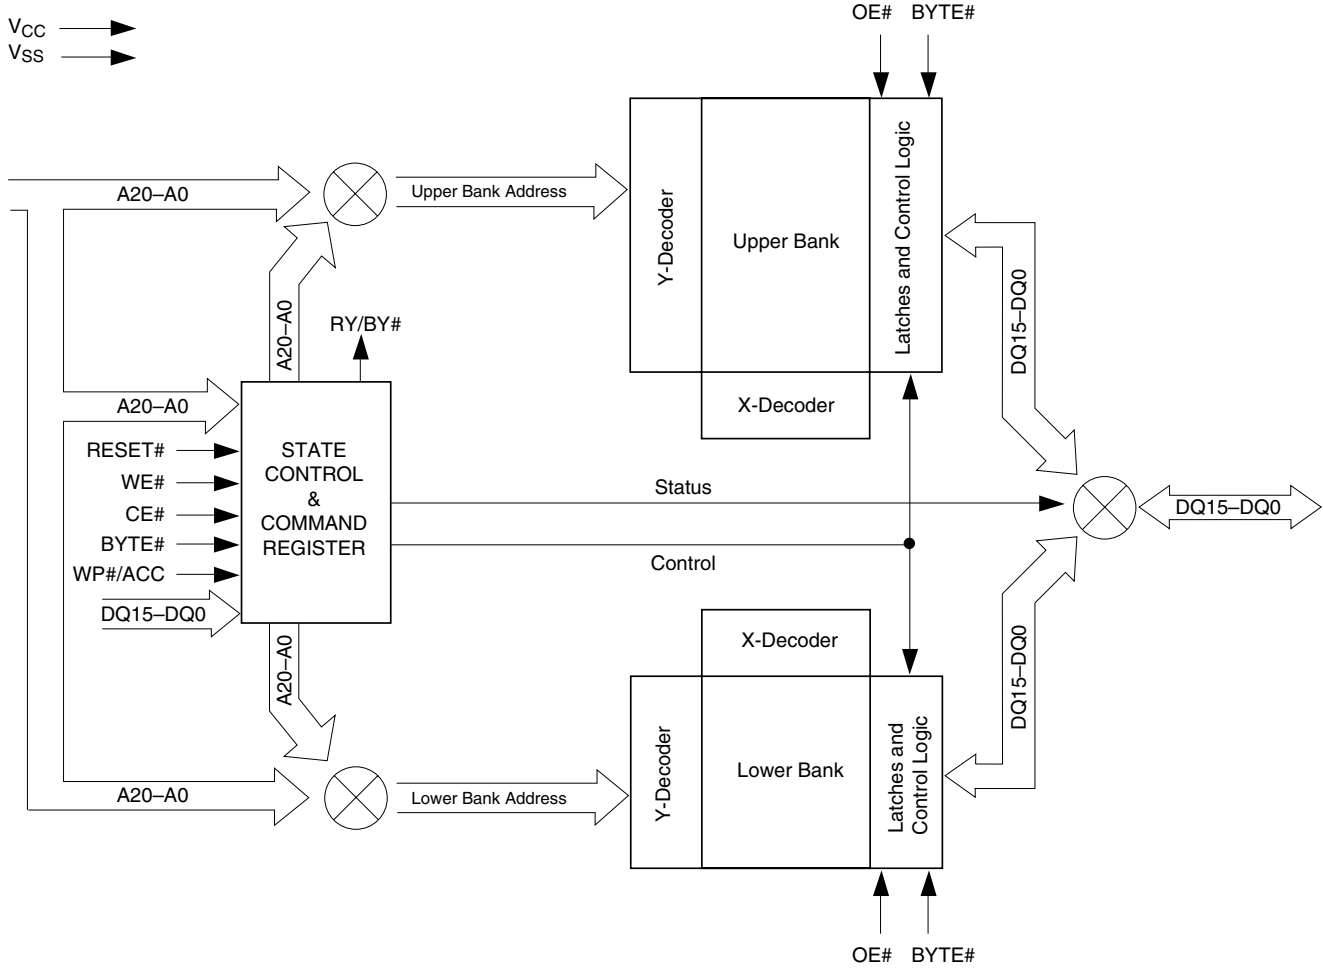 VCC
VSS
OE# BYTE#
A20–A0
Upper Bank Address
Y-Decoder
Upper Bank
Latches and Control Logic
X-Decoder
A20–A0
RY/BY#
DQ15–DQ0
A20–A0
RESET#
WE#
CE#
BYTE#
WP#/ACC
DQ15–DQ0
STATE
CONTROL
&
COMMAND
REGISTER
Status
Control
DQ15–DQ0
A20–A0
X-Decoder
DQ15–DQ0
A20–A0
Lower Bank Address
Y-Decoder
Lower Bank
Latches and
Control Logic
OE# BYTE#